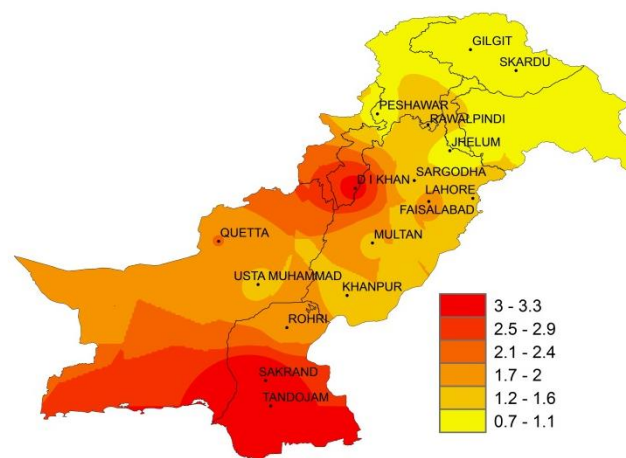 GILGIT
SKARDU
PESHAWAR
RAWALPINDI
JHELUM
D I KHAN
SARGODHA
LAHORE
FAISALABAD
QUETTA
MULTAN
USTA MUHAMMAD
KHANPUR
ROHRI
SAKRAND
TANDOJAM
3 - 3.3
2.5 - 2.9
2.1 - 2.4
1.7 - 2
1.2 - 1.6
0.7 - 1.1